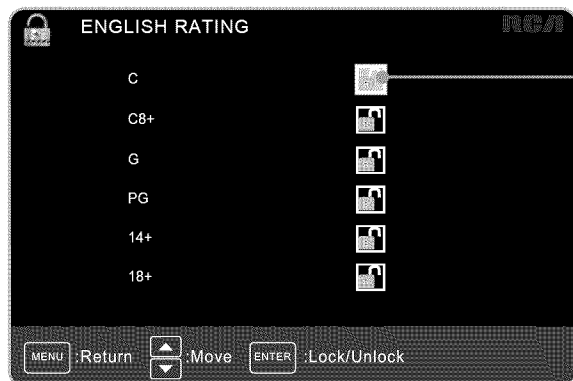 ENGLISH RATING RCA
C
C8+
G
PG
14+
18+
MENU :Return :Move ENTER :Lock/Unlock